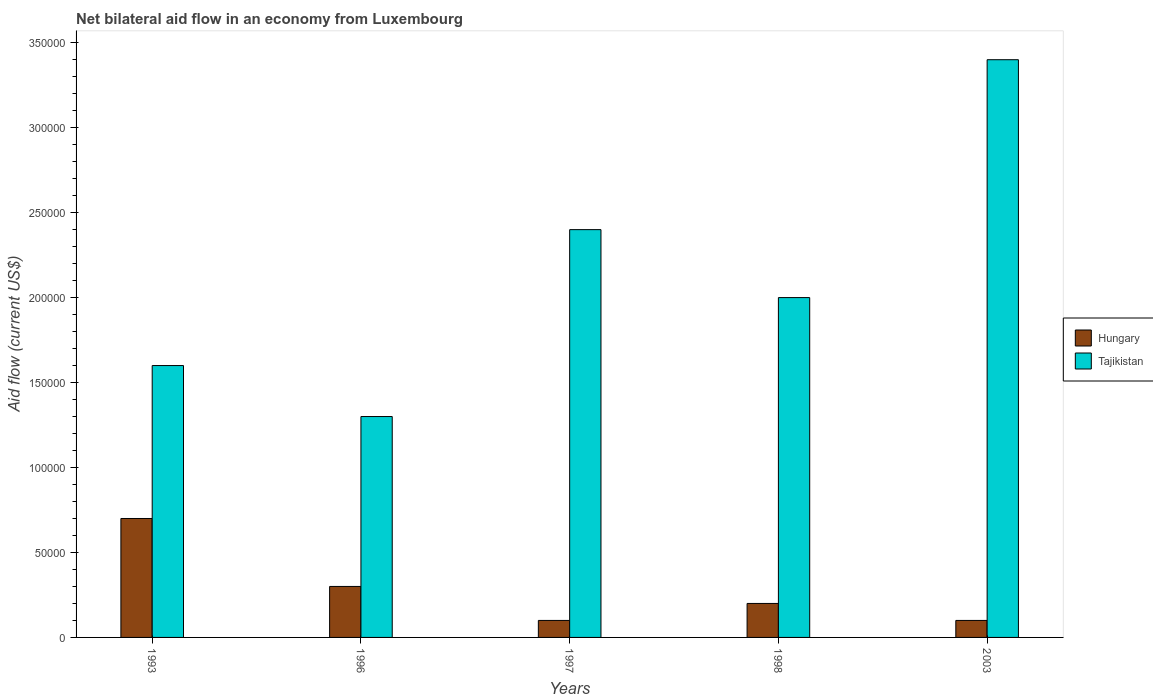 Net bilateral aid flow in an economy from Luxembourg
Aid flow (current US$)
350000
300000
250000
200000
150000
100000
50000
0
1993
1996
1997
1998
2003
Years
Hungary
Tajikistan